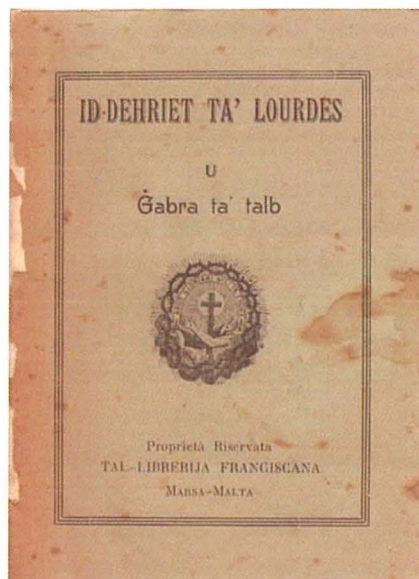 ID-DEHRIET TA' LOURDES
U
Ġabra ta' talb
Proprietà Riservata
TAL-LIBRERIJA FRANGISCANA
MARSA-MALTA